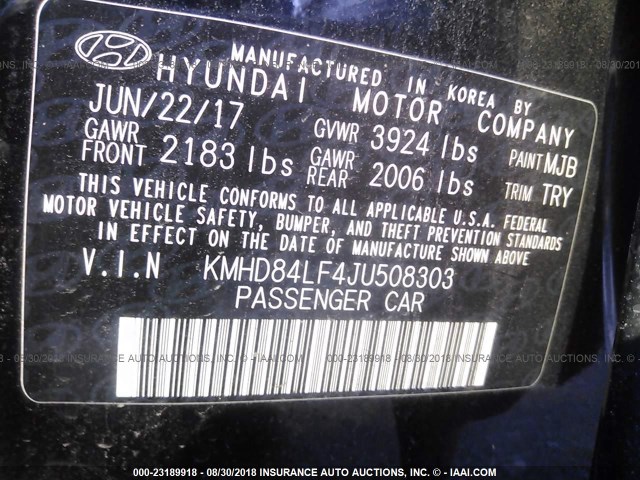 MANUFACTURED IN KOREA BY
HYUNDAI MOTOR COMPANY
JUN/22/17
GAWR FRONT 2183 lbs
GVWR 3924 lbs
GAWR REAR 2006 lbs
PAINT MJB
TRIM TRY
THIS VEHICLE CONFORMS TO ALL APPLICABLE U.S.A. FEDERAL
MOTOR VEHICLE SAFETY, BUMPER, AND THEFT PREVENTION STANDARDS
IN EFFECT ON THE DATE OF MANUFACTURE SHOWN ABOVE.
V.I.N KMHD84LF4JU508303
PASSENGER CAR
000-23189918 - 08/30/2018 INSURANCE AUTO AUCTIONS, INC. - © IAAI.COM